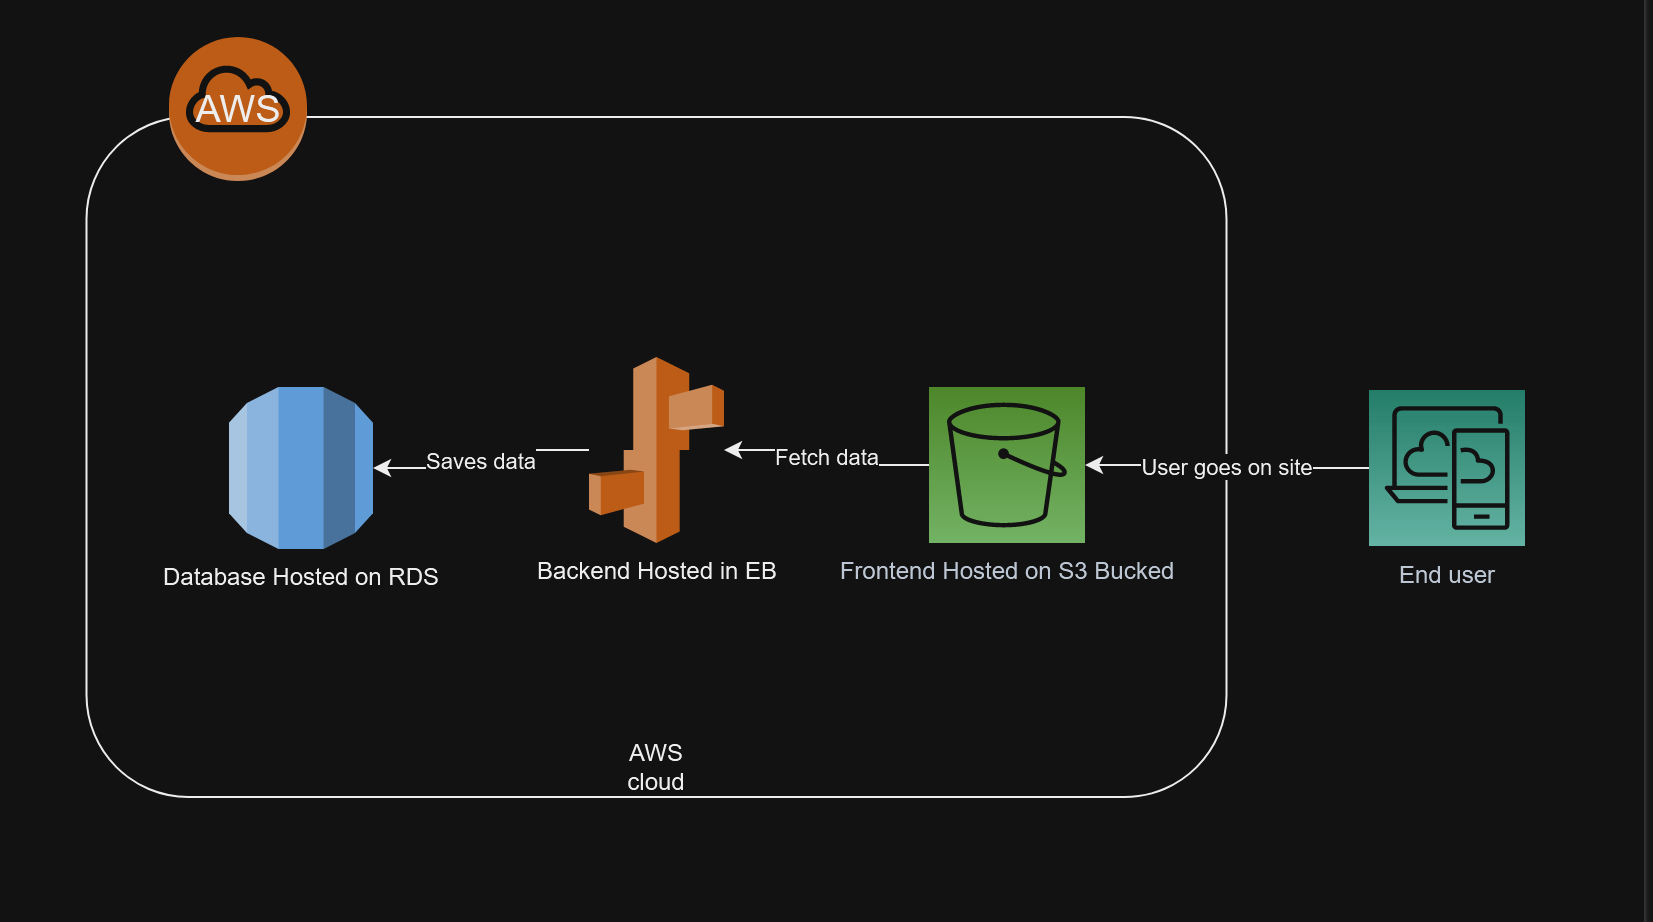 AWS
Saves data
Fetch data
User goes on site
Database Hosted on RDS
Backend Hosted in EB
Frontend Hosted on S3 Bucked
End user
AWS
cloud